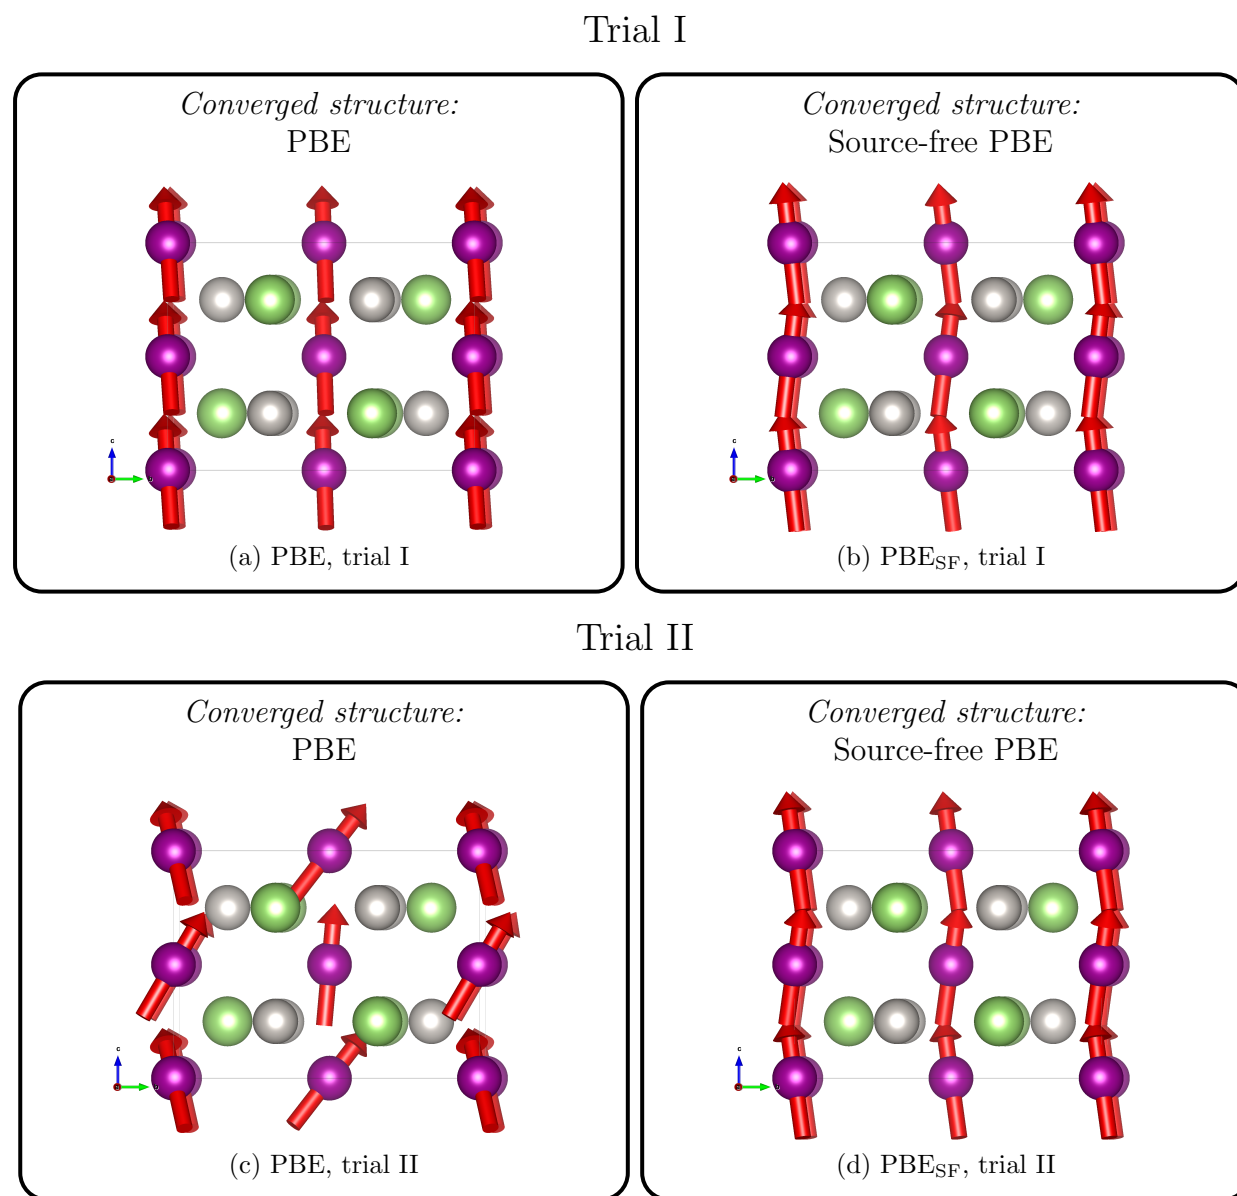 Trial I
Converged structure:
PBE
Converged structure:
Source-free PBE
c
c
(a) PBE, trial I
(b) PBE_SF, trial I
Trial II
Converged structure:
PBE
Converged structure:
Source-free PBE
c
c
(c) PBE, trial II
(d) PBE_SF, trial II